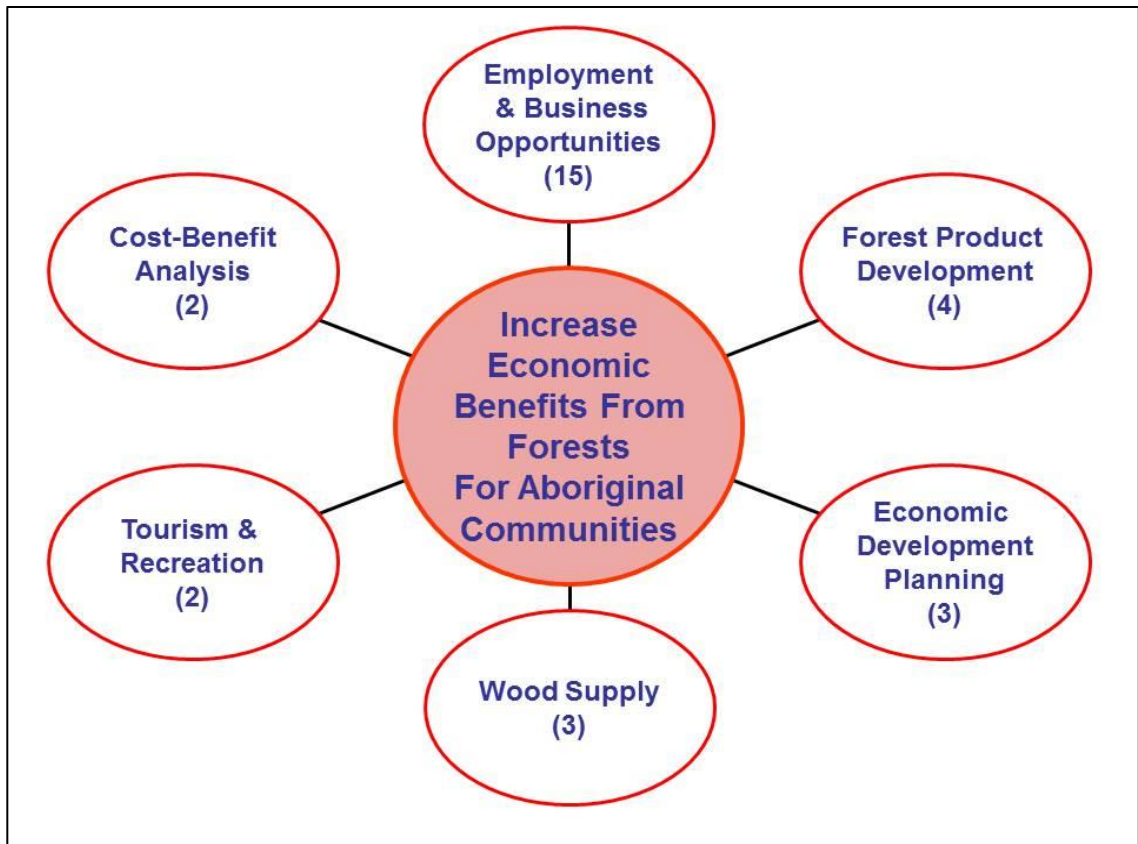 Employment
& Business
Opportunities
(15)
Cost-Benefit
Analysis
(2)
Forest Product
Development
(4)
Increase
Economic
Benefits From
Forests
For Aboriginal
Communities
Tourism &
Recreation
(2)
Economic
Development
Planning
(3)
Wood Supply
(3)